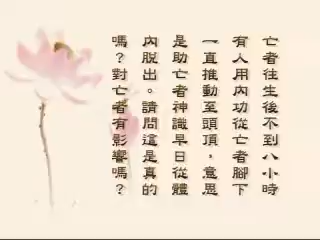 亡者往生後不到八小時
有人用內功從亡者腳下
一直推動至頭頂，意思
是助亡者神識早日從體
內脫出。請問這是真的
嗎？對亡者有影響嗎？